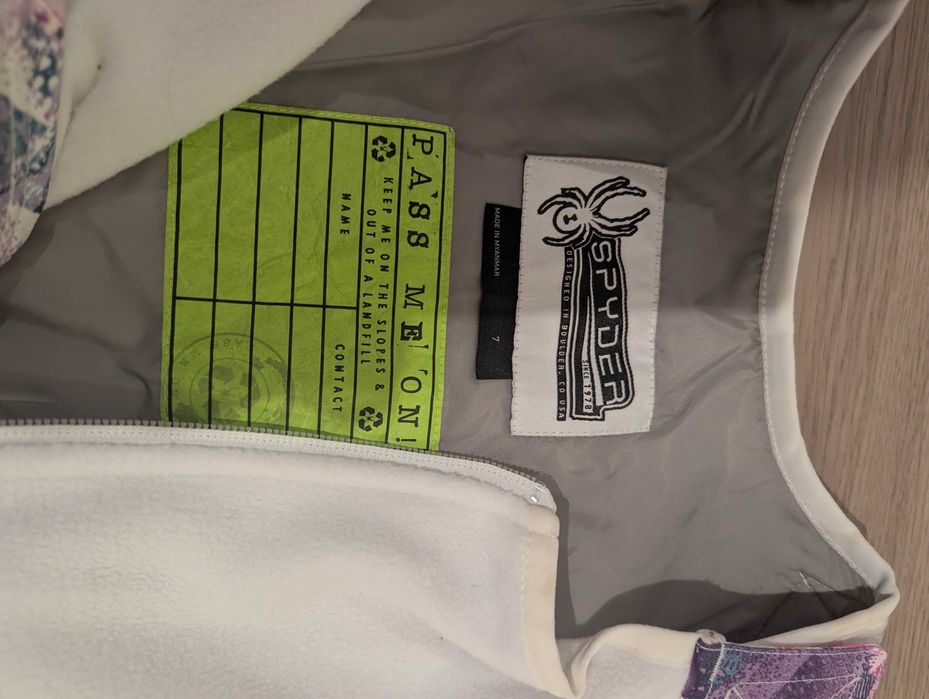 SPYDER
SINCE 1978
DESIGNED IN BOULDER, CO USA
MADE IN MYANMAR
7
PASS ME ON!
KEEP ME ON THE SLOPES &
OUT OF A LANDFILL
NAME
CONTACT